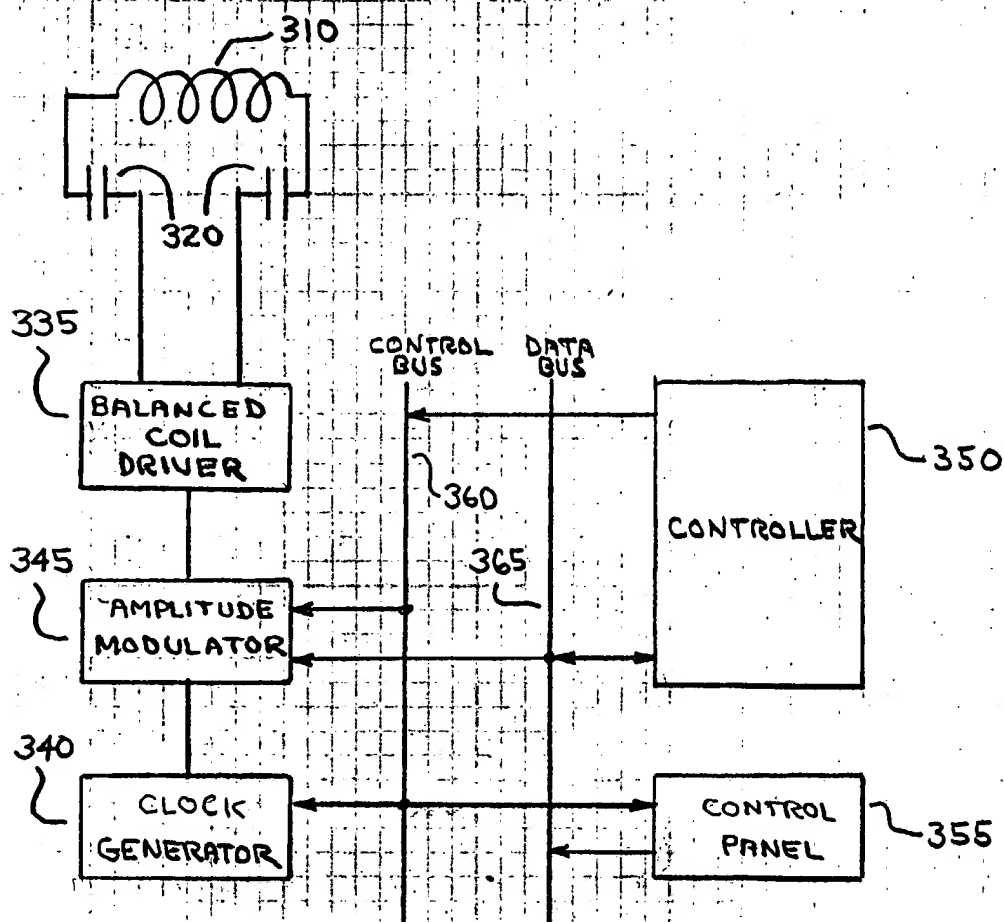 310
320
335
CONTROL
BUS
DATA
BUS
BALANCED
COIL
DRIVER
350
360
CONTROLLER
345
365
AMPLITUDE
MODULATOR
340
CLOCK
GENERATOR
CONTROL
PANEL
355